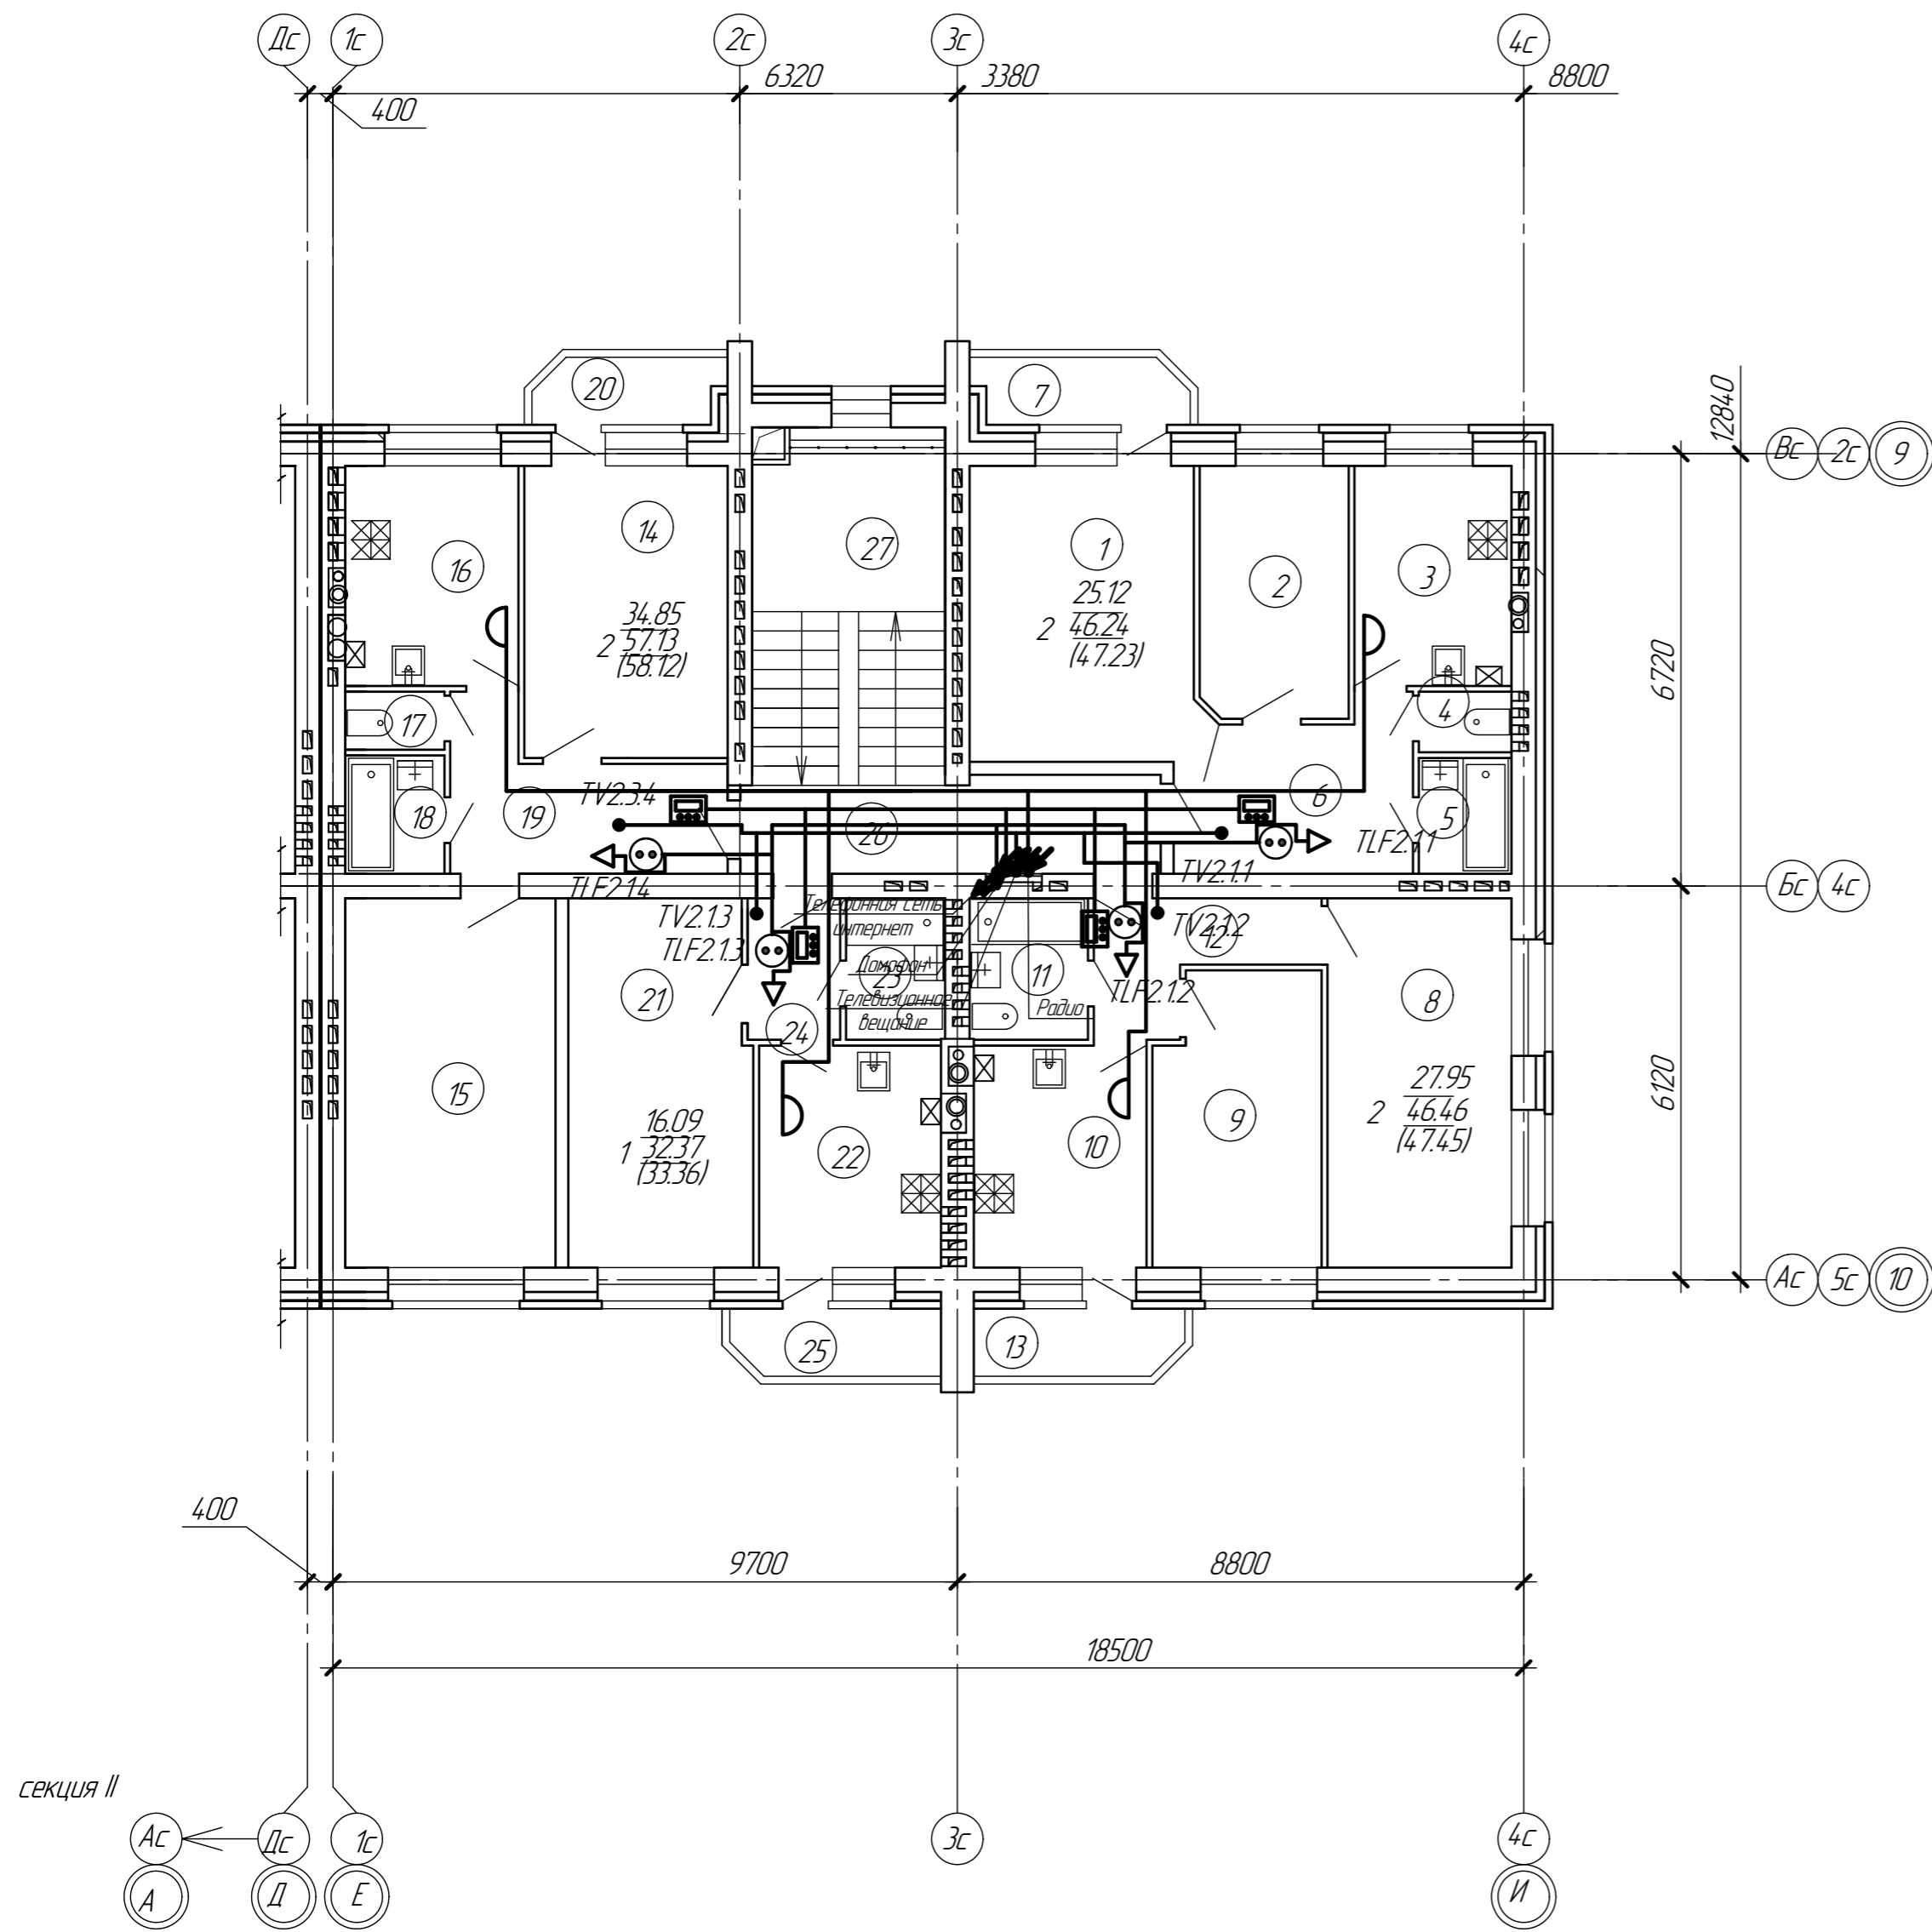 Дс
1с
2с
3с
4с
6320
3380
8800
400
20
7
12840
Вс
2с
9
14
27
1
16
2
3
34.85
2
57.13
(58.12)
25.12
2
46.24
(47.23)
6720
17
4
TV2.3.4
6
18
19
26
5
TLF2.1.1
TLF2.1.4
TV2.1.1
Бс
4с
TV2.1.3
Телефонная сеть
интернет
TV2.1.2
12
TLF2.1.3
Домофон
23
11
TLF2.1.2
21
Телевизионное
вещание
Радио
8
24
15
27.95
2
46.46
(47.45)
6120
16.09
1
32.37
(33.36)
22
10
9
Ас
5с
10
25
13
400
9700
8800
18500
секция II
Ас
Дс
1с
3с
4с
А
Д
Е
И